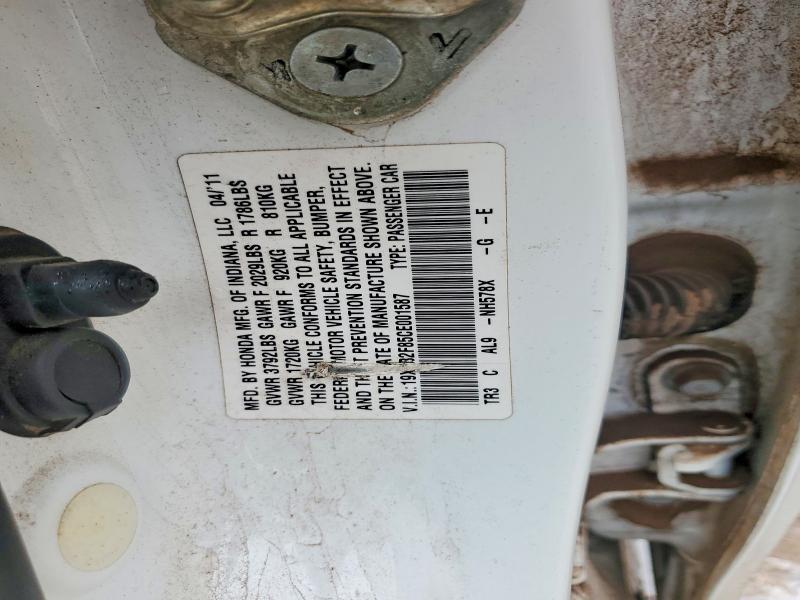 MFD. BY HONDA MFG. OF INDIANA, LLC 04/'11
GVWR 3792LBS GAWR F 2029LBS R 1786LBS
GVWR 1720KG GAWR F 920KG R 810KG
THIS VEHICLE CONFORMS TO ALL APPLICABLE
FEDERAL MOTOR VEHICLE SAFETY, BUMPER,
AND THEFT PREVENTION STANDARDS IN EFFECT
ON THE DATE OF MANUFACTURE SHOWN ABOVE.
V.I.N.: TYPE: PASSENGER CAR
TR3 C AL9 -NH578X -G -E